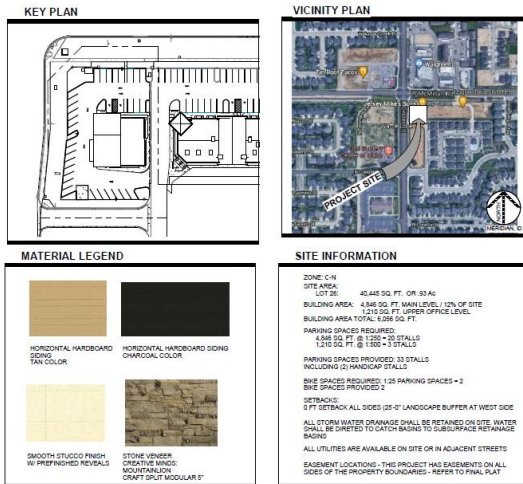 KEY PLAN
VICINITY PLAN
Walgreens
Jersey Mike's Subs
PROJECT SITE
NORTH
MERIDIAN, ID
MATERIAL LEGEND
HORIZONTAL HARDBOARD
SIDING
TAN COLOR
HORIZONTAL HARDBOARD SIDING
CHARCOAL COLOR
SMOOTH STUCCO FINISH
W/ PREFINISHED REVEALS
STONE VENEER
CREATIVE MINDS:
MOUNTAINLION
CRAFT SPLIT MODULAR 5"
SITE INFORMATION
ZONE: C-N
SITE AREA:
LOT 26: 40,445 SQ. FT. OR .93 Ac
BUILDING AREA: 4,846 SQ. FT. MAIN LEVEL / 12% OF SITE
1,210 SQ. FT. UPPER OFFICE LEVEL
BUILDING AREA TOTAL: 6,056 SQ. FT.
PARKING SPACES REQUIRED:
4,846 SQ. FT. @ 1:250 = 20 STALLS
1,210 SQ. FT. @ 1:500 = 3 STALLS
PARKING SPACES PROVIDED: 33 STALLS
INCLUDING (2) HANDICAP STALLS
BIKE SPACES REQUIRED: 1:25 PARKING SPACES = 2
BIKE SPACES PROVIDED 2
SETBACKS:
0 FT SETBACK ALL SIDES (25'-0" LANDSCAPE BUFFER AT WEST SIDE
ALL STORM WATER DRAINAGE SHALL BE RETAINED ON SITE. WATER
SHALL BE DIRETED TO CATCH BASINS TO SUBSURFACE RETAINAGE
BASINS
ALL UTILITIES ARE AVAILABLE ON SITE OR IN ADJACENT STREETS
EASEMENT LOCATIONS - THIS PROJECT HAS EASEMENTS ON ALL
SIDES OF THE PROPERTY BOUNDARIES - REFER TO FINAL PLAT